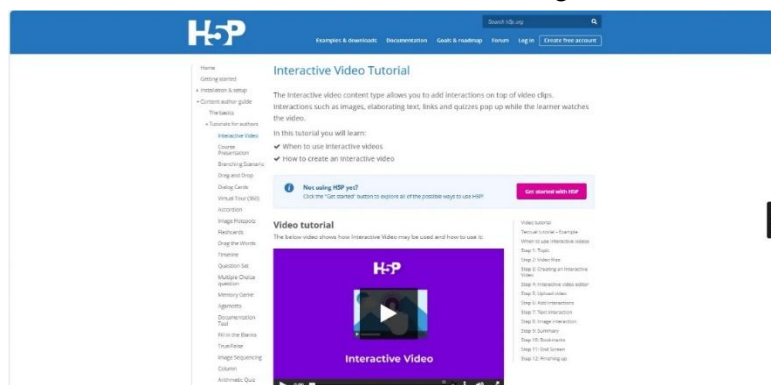 H5P
Search h5p.org
Examples & downloads Documentation Goals & roadmap Forum Log in Create free account
Home
Getting started
Installation & setup
Content author guide
The basics
Tutorials for authors
Interactive Video
Course
Presentation
Branching Scenario
Drag and Drop
Dialog Cards
Virtual Tour (360)
Accordion
Image Hotspots
Flashcards
Drag the Words
Timeline
Question Set
Multiple Choice
question
Memory Game
Agamotto
Documentation
Tool
Fill in the Blanks
True/False
Image Sequencing
Column
Arithmetic Quiz
Interactive Video Tutorial
The Interactive video content type allows you to add interactions on top of video clips.
Interactions such as images, elaborating text, links and quizzes pop up while the learner watches
the video.
In this tutorial you will learn:
✔ When to use interactive videos
✔ How to create an interactive video
Not using H5P yet?
Click the "Get started" button to explore all of the possible ways to use H5P!
Get started with H5P
Video tutorial
The below video shows how Interactive Video may be used and how to use it:
H5P
Interactive Video
0:00
Video tutorial
Textual tutorial - Example
When to use interactive videos
Step 1: Topic
Step 2: Video files
Step 3: Creating an Interactive
Video
Step 4: Interactive video editor
Step 5: Upload video
Step 6: Add interactions
Step 7: Text interaction
Step 8: Image interaction
Step 9: Summary
Step 10: Bookmarks
Step 11: End Screen
Step 12: Finishing up